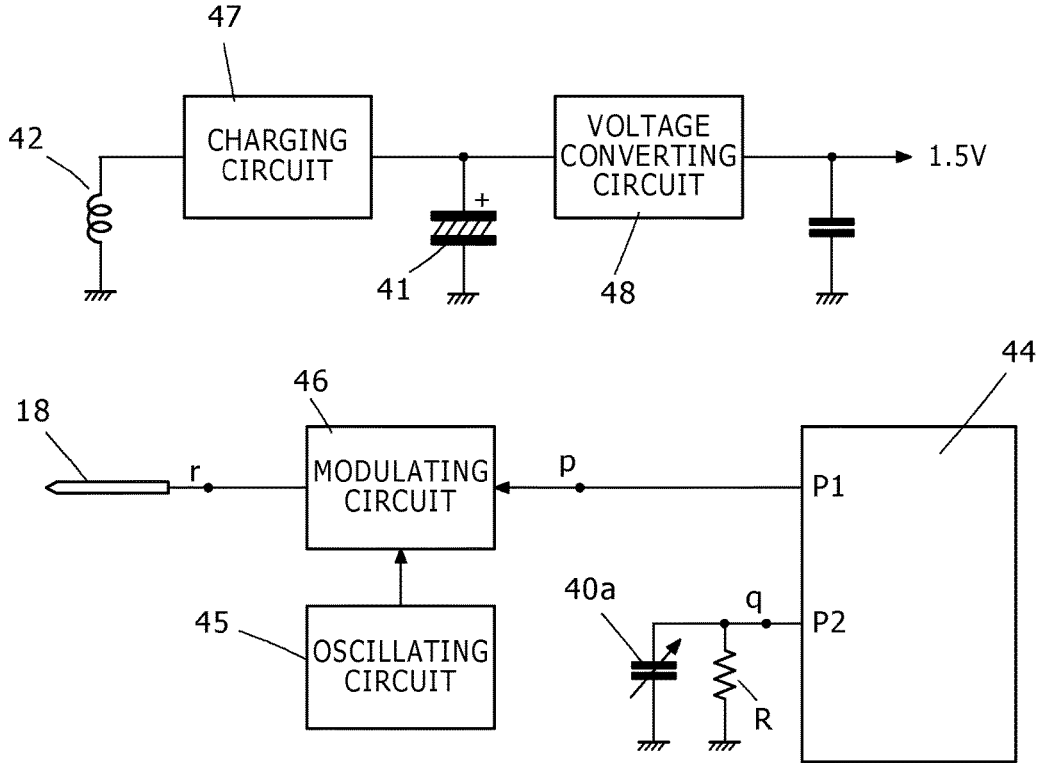 47
42
CHARGING
CIRCUIT
VOLTAGE
CONVERTING
CIRCUIT
1.5V
+
41
48
44
46
18
r
MODULATING
CIRCUIT
p
P1
40a
q
P2
45
OSCILLATING
CIRCUIT
R